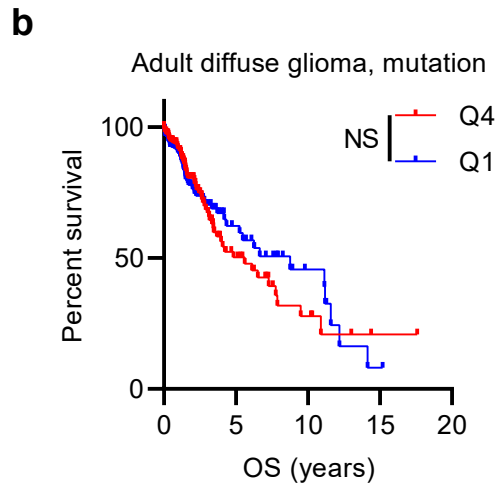 b
Adult diffuse glioma, mutation
NS
Q4
Q1
Percent survival
100
50
0
0 5 10 15 20
OS (years)